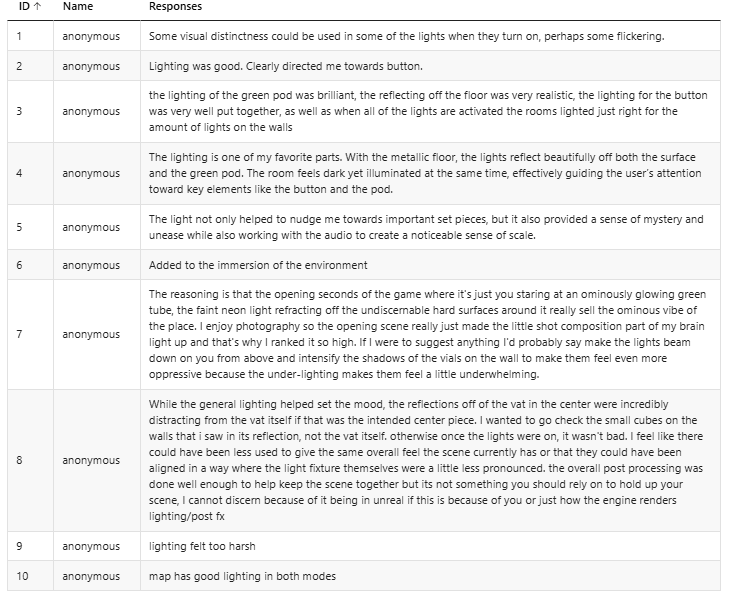 ID ↑ Name Responses
1 anonymous Some visual distinctness could be used in some of the lights when they turn on, perhaps some flickering.
2 anonymous Lighting was good. Clearly directed me towards button.
3 anonymous the lighting of the green pod was brilliant, the reflecting off the floor was very realistic, the lighting for the button
was very well put together, as well as when all of the lights are activated the rooms lighted just right for the
amount of lights on the walls
4 anonymous The lighting is one of my favorite parts. With the metallic floor, the lights reflect beautifully off both the surface
and the green pod. The room feels dark yet illuminated at the same time, effectively guiding the user's attention
toward key elements like the button and the pod.
5 anonymous The light not only helped to nudge me towards important set pieces, but it also provided a sense of mystery and
unease while also working with the audio to create a noticeable sense of scale.
6 anonymous Added to the immersion of the environment
7 anonymous The reasoning is that the opening seconds of the game where it's just you staring at an ominously glowing green
tube, the faint neon light refracting off the undiscernable hard surfaces around it really sell the ominous vibe of
the place. I enjoy photography so the opening scene really just made the little shot composition part of my brain
light up and that's why I ranked it so high. If I were to suggest anything I'd probably say make the lights beam
down on you from above and intensify the shadows of the vials on the wall to make them feel even more
oppressive because the under-lighting makes them feel a little underwhelming.
8 anonymous While the general lighting helped set the mood, the reflections off of the vat in the center were incredibly
distracting from the vat itself if that was the intended center piece. I wanted to go check the small cubes on the
walls that i saw in its reflection, not the vat itself. otherwise once the lights were on, it wasn't bad. I feel like there
could have been less used to give the same overall feel the scene currently has or that they could have been
aligned in a way where the light fixture themselves were a little less pronounced. the overall post processing was
done well enough to help keep the scene together but its not something you should rely on to hold up your
scene, I cannot discern because of it being in unreal if this is because of you or just how the engine renders
lighting/post fx
9 anonymous lighting felt too harsh
10 anonymous map has good lighting in both modes